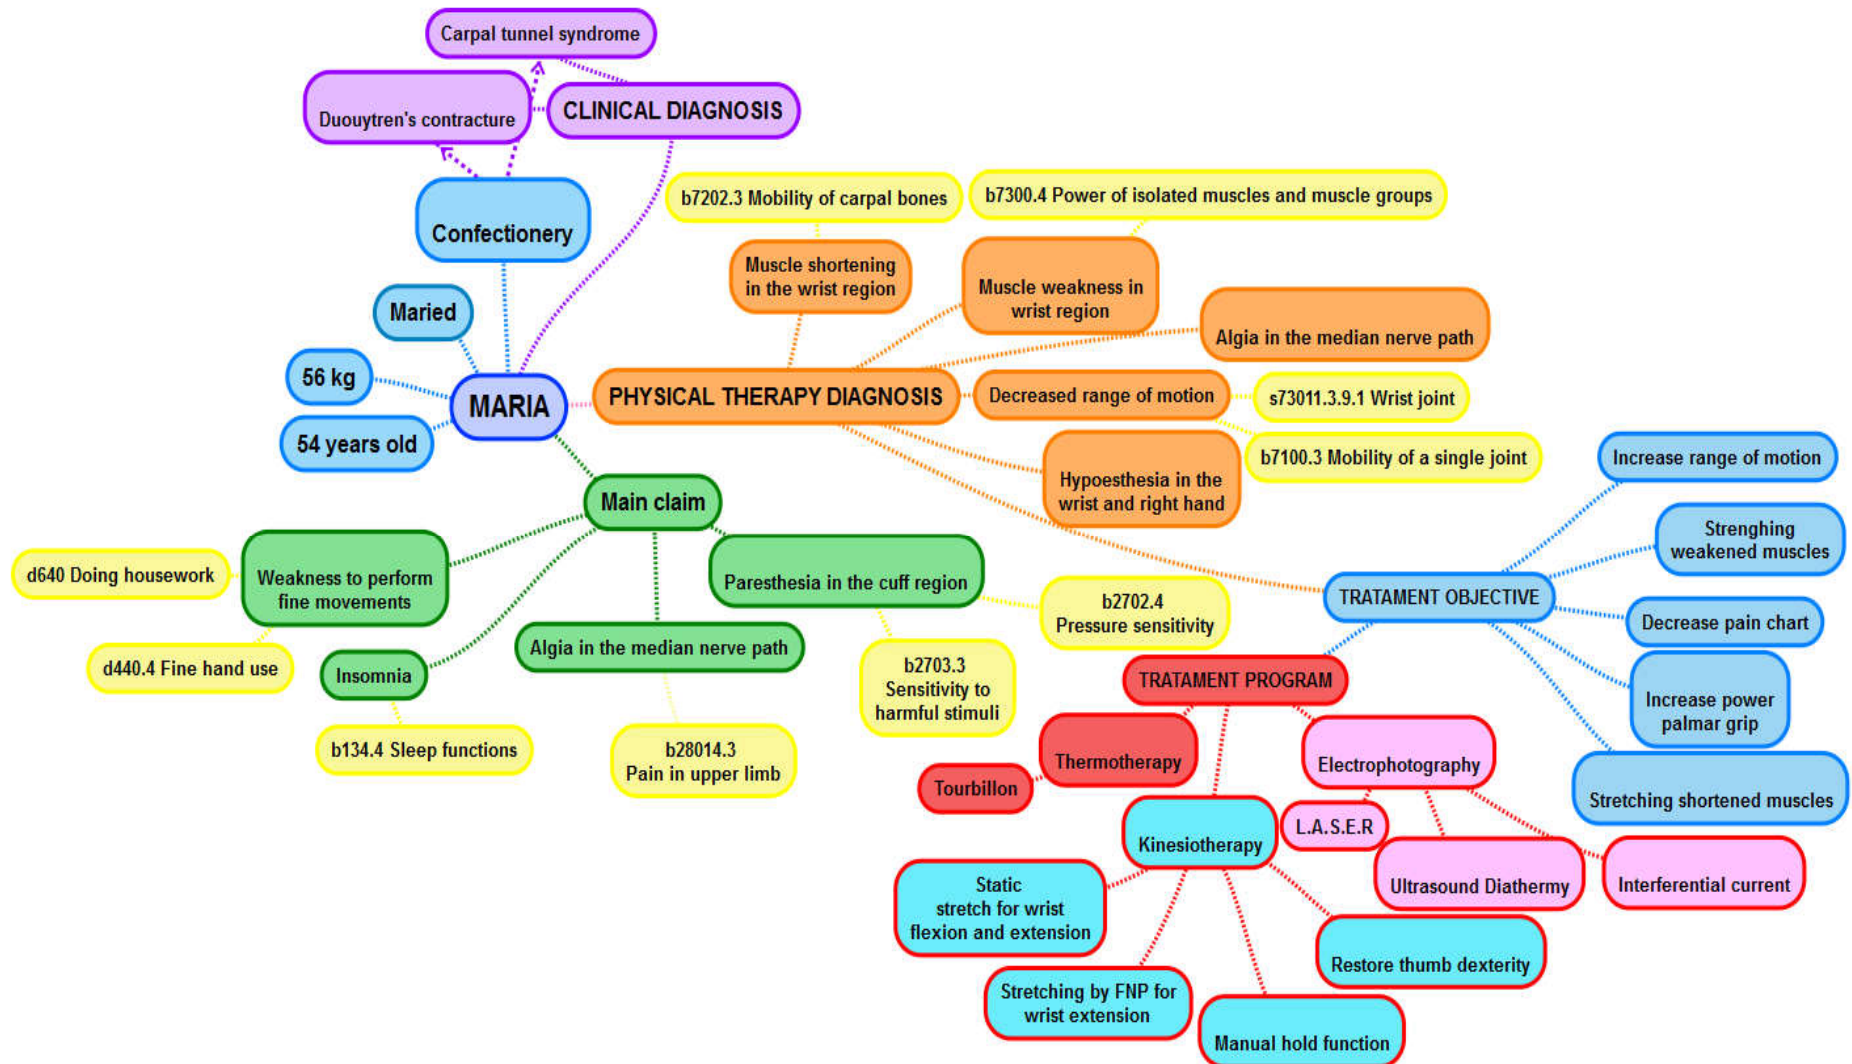 Carpal tunnel syndrome
Duouytren's contracture
CLINICAL DIAGNOSIS
Confectionery
Maried
56 kg
54 years old
MARIA
PHYSICAL THERAPY DIAGNOSIS
b7202.3 Mobility of carpal bones
b7300.4 Power of isolated muscles and muscle groups
Muscle shortening
in the wrist region
Muscle weakness in
wrist region
Algia in the median nerve path
Decreased range of motion
s73011.3.9.1 Wrist joint
b7100.3 Mobility of a single joint
Hypoesthesia in the
wrist and right hand
Main claim
Weakness to perform
fine movements
d640 Doing housework
d440.4 Fine hand use
Insomnia
b134.4 Sleep functions
Algia in the median nerve path
b28014.3
Pain in upper limb
Paresthesia in the cuff region
b2702.4
Pressure sensitivity
b2703.3
Sensitivity to
harmful stimuli
TRATAMENT OBJECTIVE
Increase range of motion
Strenghing
weakened muscles
Decrease pain chart
Increase power
palmar grip
Stretching shortened muscles
TRATAMENT PROGRAM
Thermotherapy
Tourbillon
Electrophotography
L.A.S.E.R
Ultrasound Diathermy
Interferential current
Kinesiotherapy
Static
stretch for wrist
flexion and extension
Stretching by FNP for
wrist extension
Manual hold function
Restore thumb dexterity